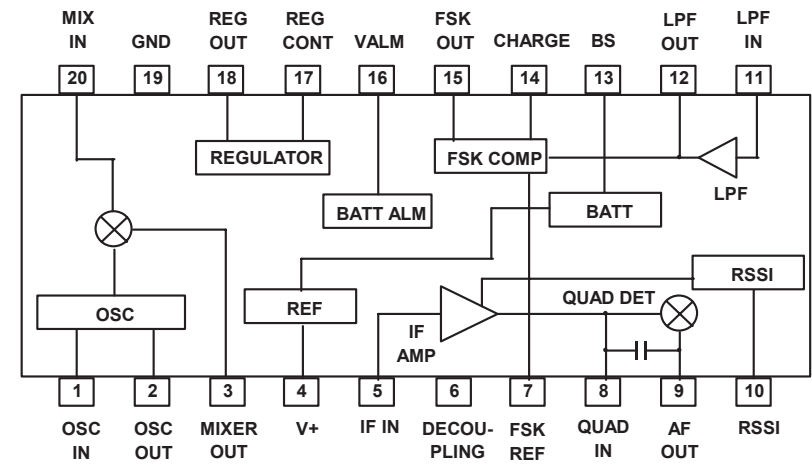 MIX REG REG FSK LPF LPF
IN GND OUT CONT VALM OUT CHARGE BS OUT IN
20 19 18 17 16 15 14 13 12 11
REGULATOR FSK COMP
LPF
BATT ALM BATT
RSSI
OSC REF QUAD DET
IF
AMP
1 2 3 4 5 6 7 8 9 10
OSC OSC MIXER V+ IF IN DECOU- FSK QUAD AF RSSI
IN OUT OUT PLING REF IN OUT